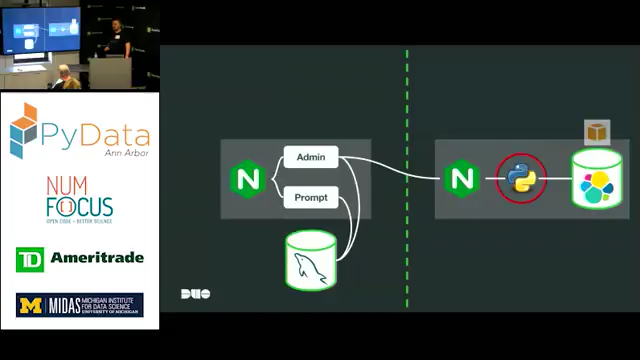 PyData
Ann Arbor
NUM
FOCUS
OPEN CODE = BETTER SCIENCE
TD Ameritrade
M MIDAS MICHIGAN INSTITUTE
FOR DATA SCIENCE
UNIVERSITY OF MICHIGAN
N
Admin
Prompt
N
DUO